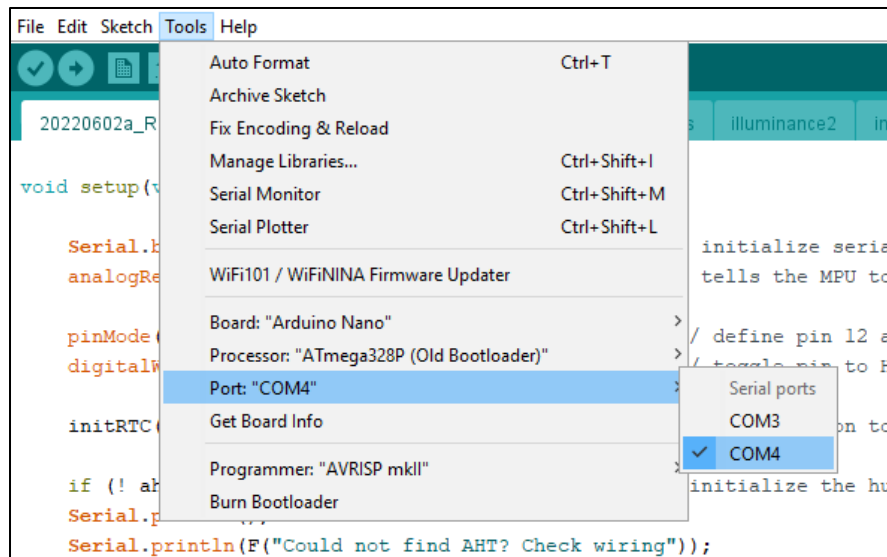 File Edit Sketch Tools Help
Auto Format Ctrl+T
Archive Sketch
20220602a_R illuminance2
Fix Encoding & Reload
Manage Libraries... Ctrl+Shift+I
void setup(
Serial Monitor Ctrl+Shift+M
Serial Plotter Ctrl+Shift+L
Serial.b initialize seria
analogRe WiFi101 / WiFiNINA Firmware Updater tells the MPU to
Board: "Arduino Nano"
pinMode( / define pin 12 a
Processor: "ATmega328P (Old Bootloader)"
digitalW / toggle pin to H
Port: "COM4" Serial ports
Get Board Info COM3
initRTC( on to
COM4
Programmer: "AVRISP mkII"
if (! ah initialize the hu
Burn Bootloader
Serial.p
Serial.println(F("Could not find AHT? Check wiring"));